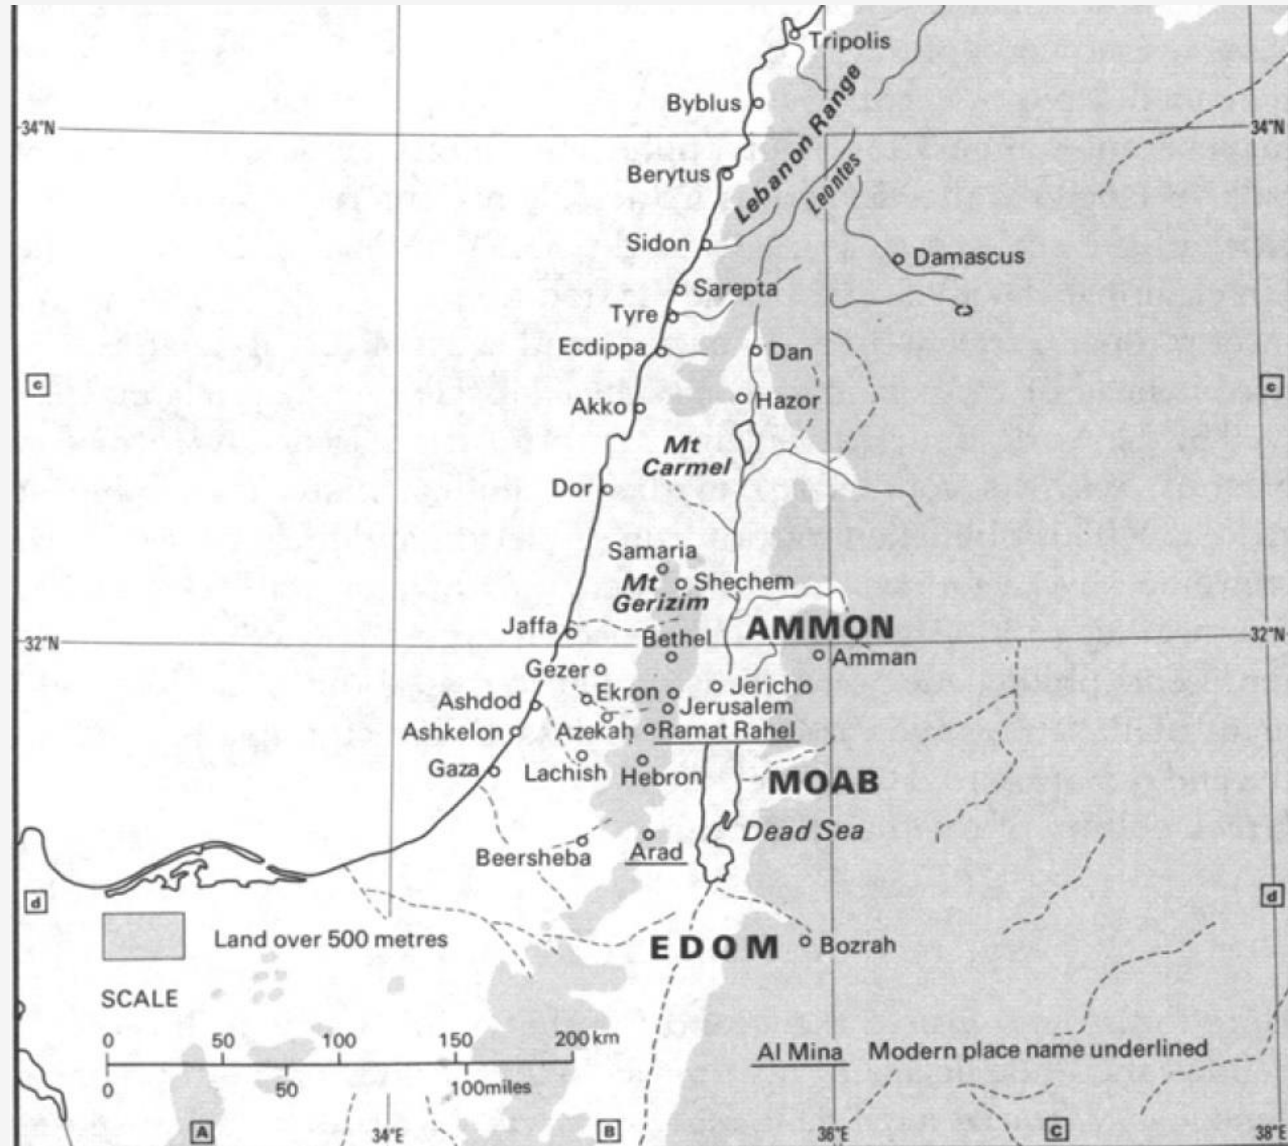 Tripolis
Byblus
34°N
34°N
Lebanon Range
Leontes
Berytus
Sidon
Damascus
Sarepta
Tyre
Ecdippa
Dan
c
c
Hazor
Akko
Mt
Carmel
Dor
Samaria
Mt
Gerizim
Shechem
Jaffa
Bethel
AMMON
32°N
32°N
Amman
Gezer
Jericho
Ekron
Ashdod
Jerusalem
Ashkelon
Azekah
Ramat Rahel
Gaza
Lachish
Hebron
MOAB
Dead Sea
Beersheba
Arad
d
d
Land over 500 metres
EDOM
Bozrah
SCALE
0 50 100 150 200 km
0 50 100miles
Al Mina Modern place name underlined
A
34°E
B
36°E
C
38°E